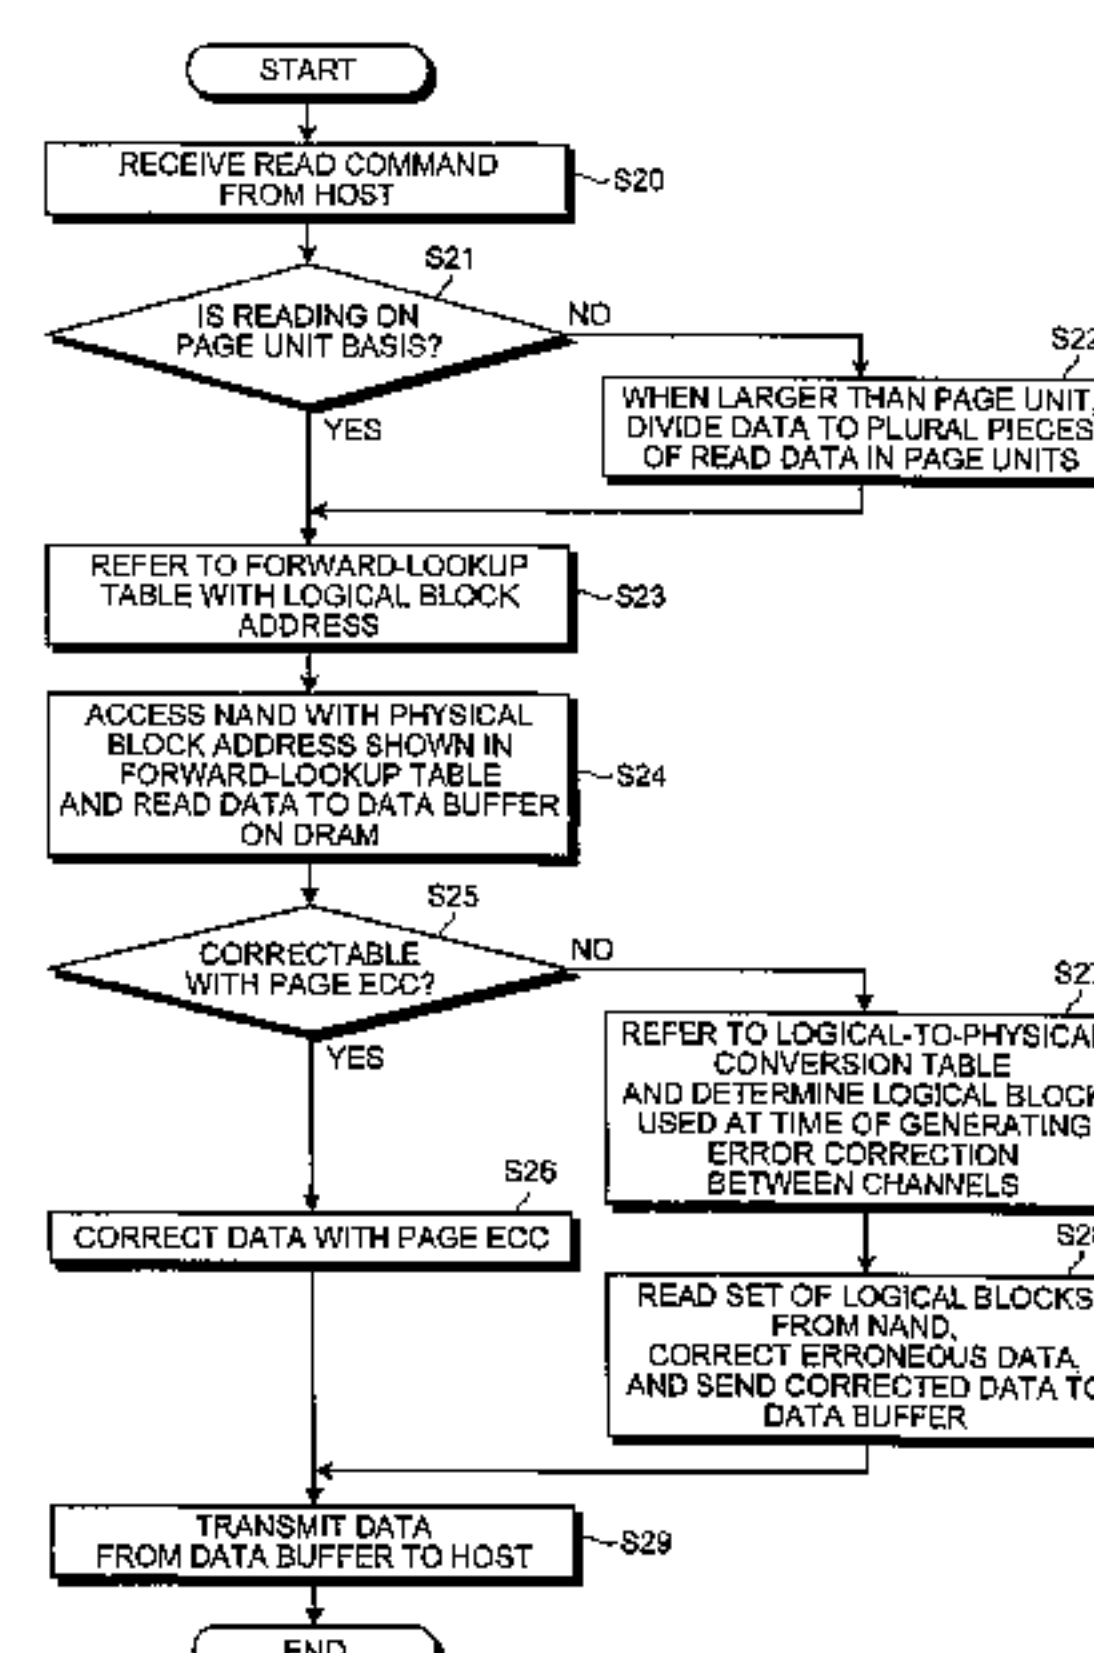 START
RECEIVE READ COMMAND
FROM HOST
S20
S21
IS READING ON
PAGE UNIT BASIS?
NO
YES
S22
WHEN LARGER THAN PAGE UNIT,
DIVIDE DATA TO PLURAL PIECES
OF READ DATA IN PAGE UNITS
REFER TO FORWARD-LOOKUP
TABLE WITH LOGICAL BLOCK
ADDRESS
S23
ACCESS NAND WITH PHYSICAL
BLOCK ADDRESS SHOWN IN
FORWARD-LOOKUP TABLE
AND READ DATA TO DATA BUFFER
ON DRAM
S24
S25
CORRECTABLE
WITH PAGE ECC?
NO
YES
S27
REFER TO LOGICAL-TO-PHYSICAL
CONVERSION TABLE
AND DETERMINE LOGICAL BLOCK
USED AT TIME OF GENERATING
ERROR CORRECTION
BETWEEN CHANNELS
S26
CORRECT DATA WITH PAGE ECC
S28
READ SET OF LOGICAL BLOCKS
FROM NAND,
CORRECT ERRONEOUS DATA,
AND SEND CORRECTED DATA TO
DATA BUFFER
TRANSMIT DATA
FROM DATA BUFFER TO HOST
S29
END